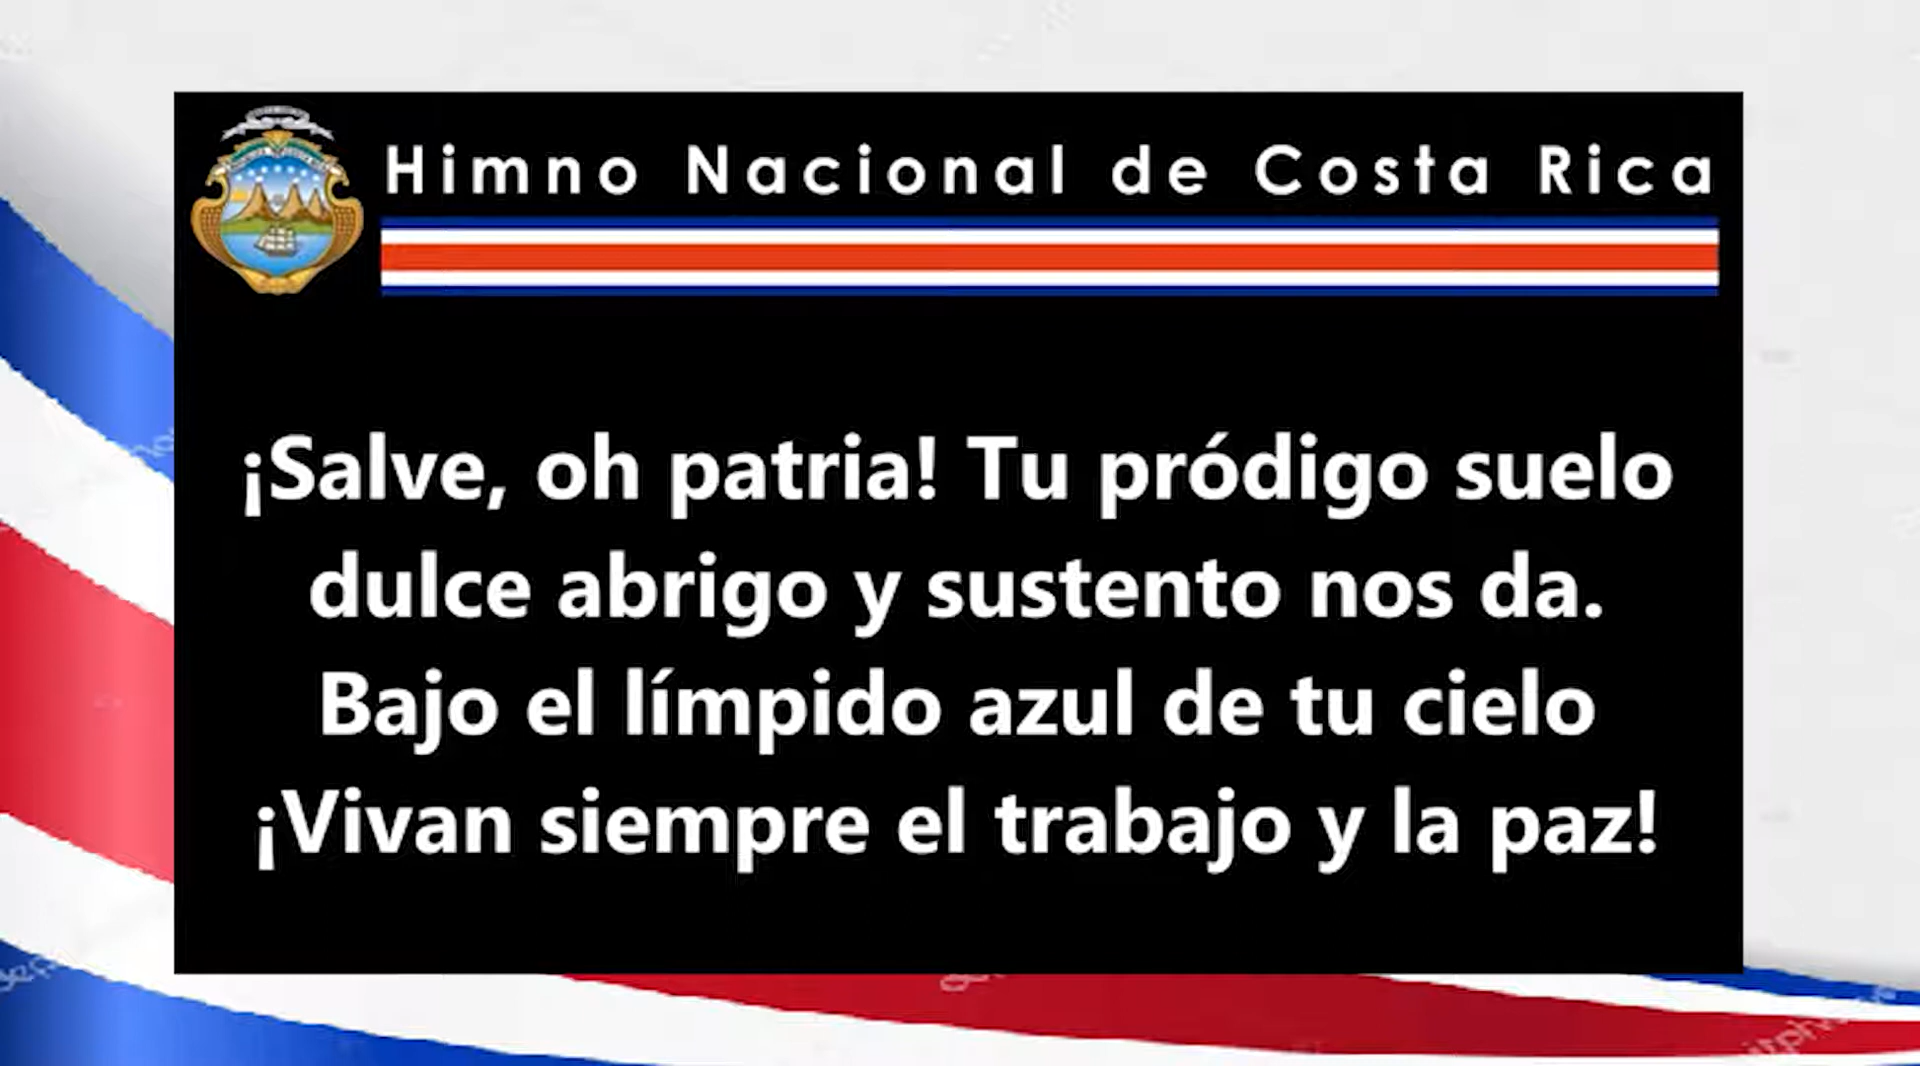 Himno Nacional de Costa Rica
¡Salve, oh patria! Tu pródigo suelo
dulce abrigo y sustento nos da.
Bajo el límpido azul de tu cielo
¡Vivan siempre el trabajo y la paz!